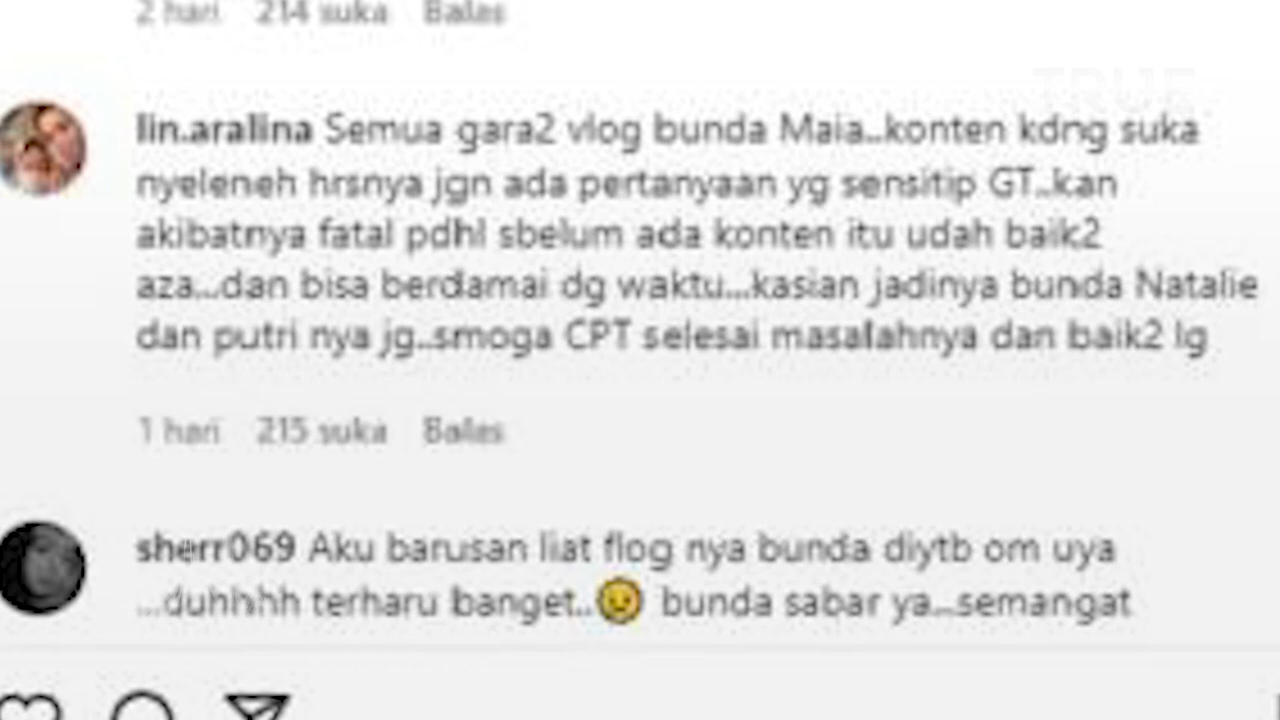 2 hari 214 suka Balas
TRUE
lin.aralina Semua gara2 vlog bunda Maia..konten kdng suka
nyeleneh hrsnya jgn ada pertanyaan yg sensitip GT..kan
akibatnya fatal pdhl sbelum ada konten itu udah baik2
aza...dan bisa berdamai dg waktu...kasian jadinya bunda Natalie
dan putri nya jg..smoga CPT selesai masalahnya dan baik2 lg
1 hari 215 suka Balas
sherr069 Aku barusan liat flog nya bunda diytb om uya
...duhhhh terharu banget..😥 bunda sabar ya...semangat